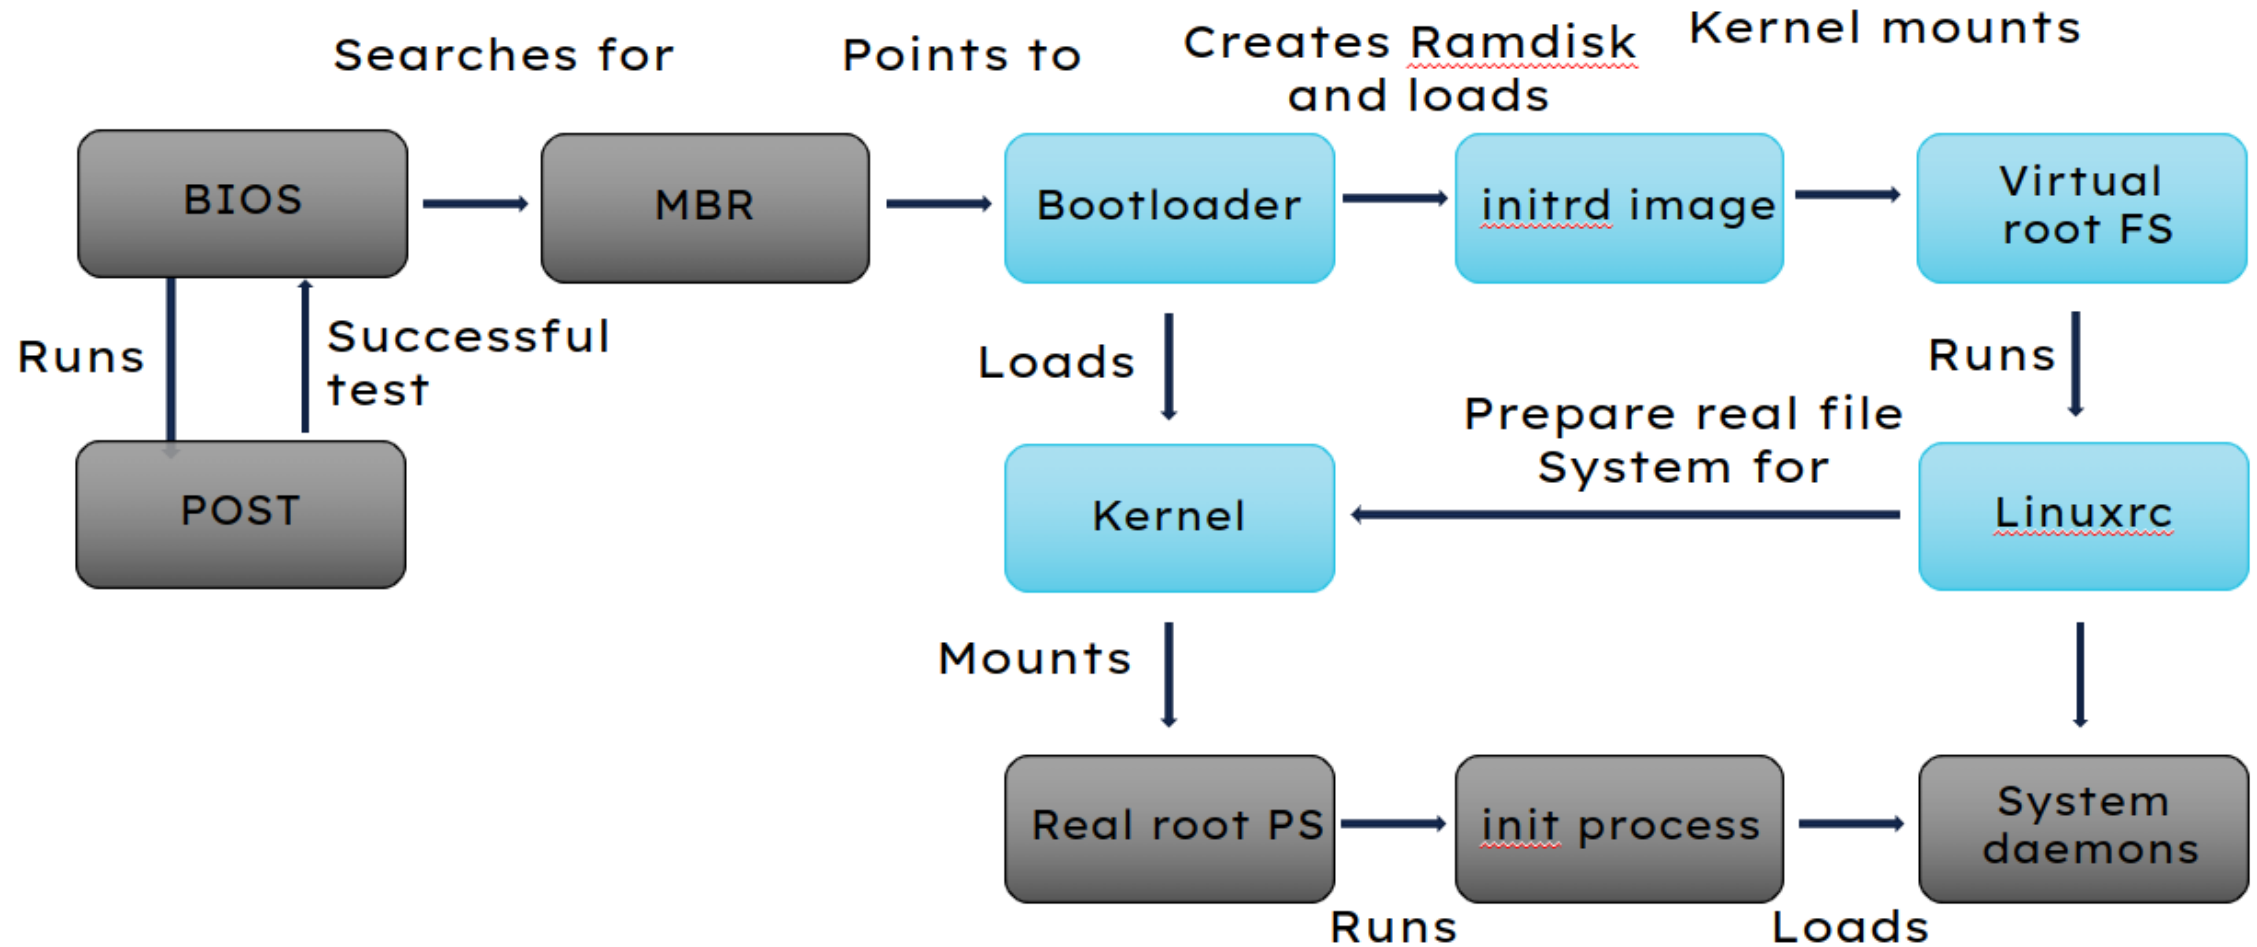 Searches for
Points to
Creates Ramdisk
and loads
Kernel mounts
BIOS
MBR
Bootloader
initrd image
Virtual
root FS
Runs
Successful
test
Loads
Runs
Prepare real file
System for
POST
Kernel
Linuxrc
Mounts
Real root PS
init process
System
daemons
Runs
Loads